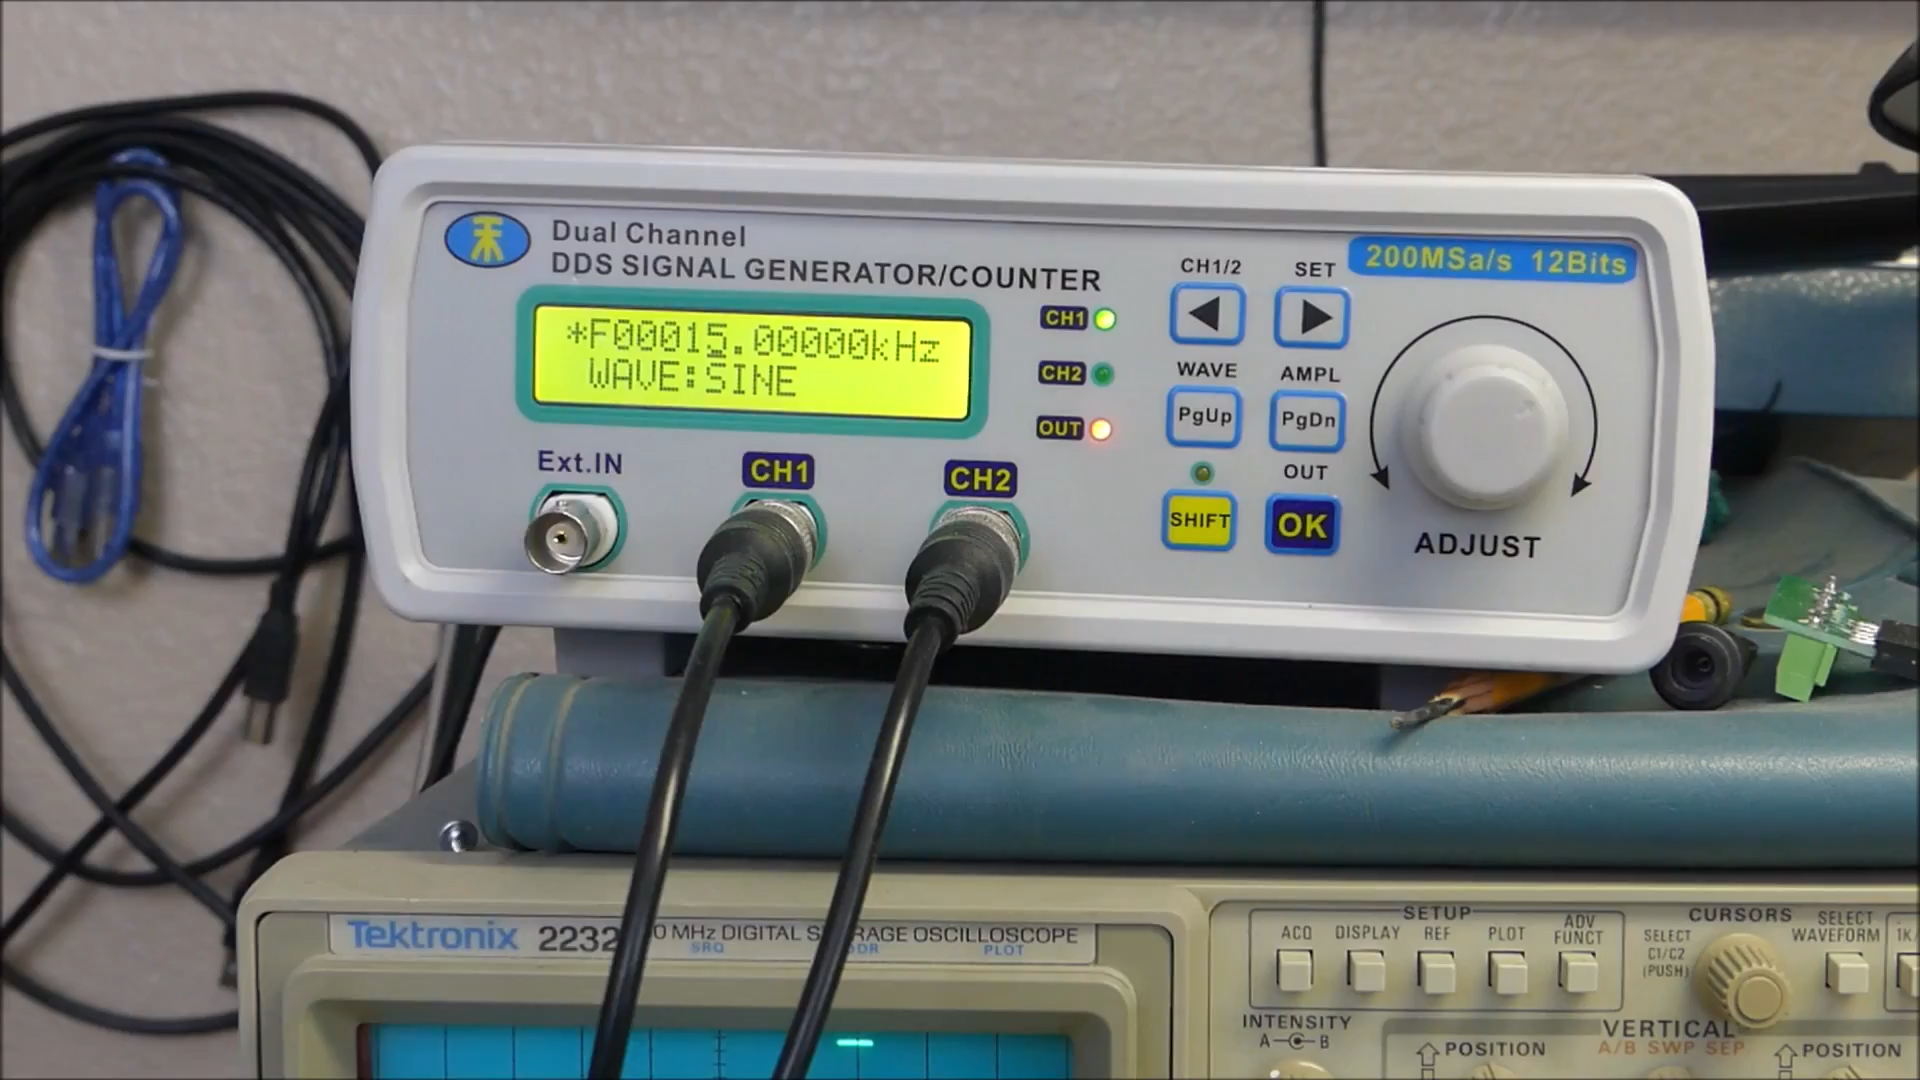 Dual Channel
DDS SIGNAL GENERATOR/COUNTER
200MSa/s 12Bits
*F00015.00000kHz
WAVE:SINE
CH1
CH2
OUT
CH1/2
SET
WAVE
AMPL
PgUp
PgDn
OUT
SHIFT
OK
ADJUST
Ext.IN
CH1
CH2
Tektronix 2232
MHz DIGITAL OSCILLOSCOPE
SRQ
PLOT
SETUP
ACQ
DISPLAY
REF
PLOT
ADV
FUNCT
CURSORS
SELECT
C1/C2
(PUSH)
SELECT
WAVEFORM
INTENSITY
A B
VERTICAL
A/B SWP SEP
POSITION
POSITION